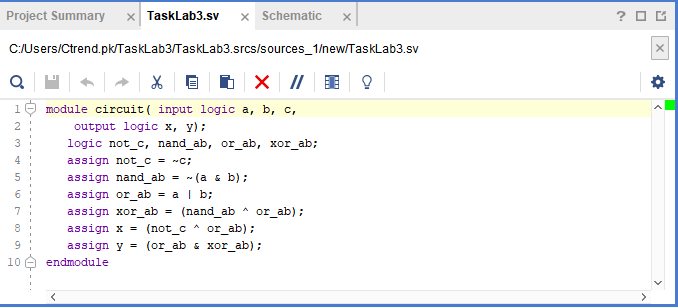 Project Summary × TaskLab3.sv × Schematic × ?
C:/Users/Ctrend.pk/TaskLab3/TaskLab3.srcs/sources_1/new/TaskLab3.sv ×
1 module circuit( input logic a, b, c,
2 output logic x, y);
3 logic not_c, nand_ab, or_ab, xor_ab;
4 assign not_c = ~c;
5 assign nand_ab = ~(a & b);
6 assign or_ab = a | b;
7 assign xor_ab = (nand_ab ^ or_ab);
8 assign x = (not_c ^ or_ab);
9 assign y = (or_ab & xor_ab);
10 endmodule